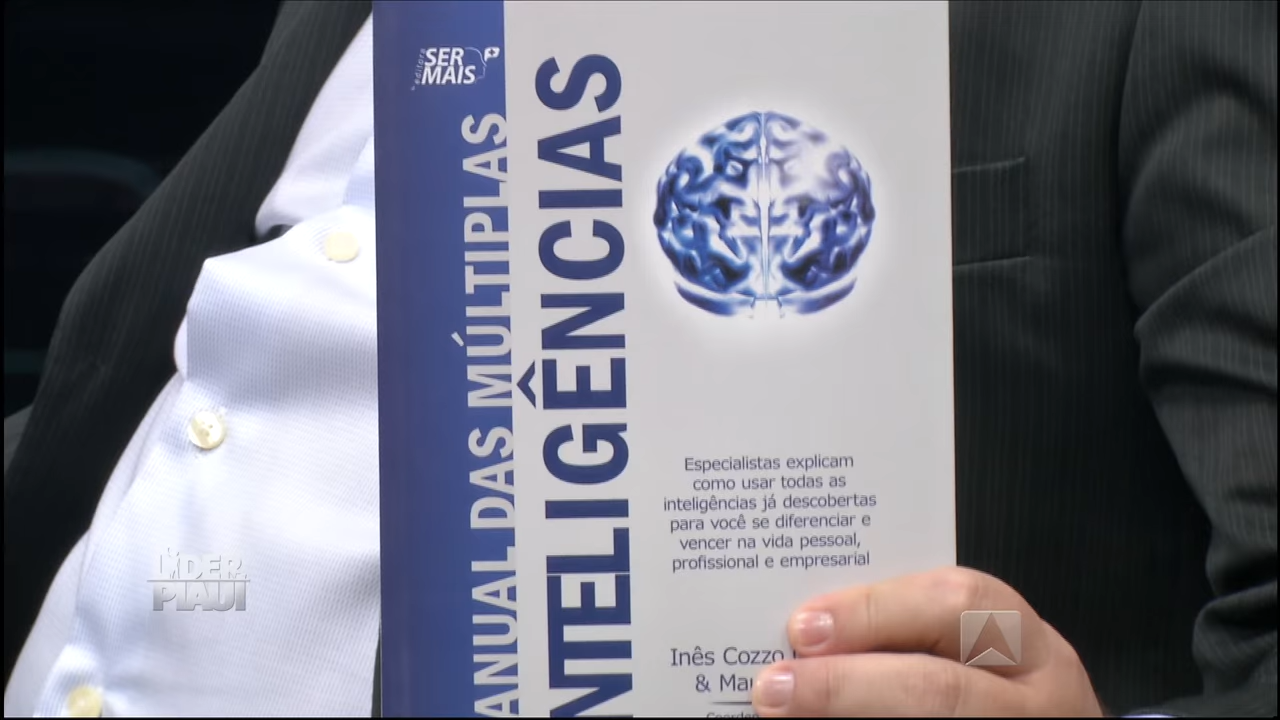 editora
SER
MAIS
ANUAL DAS MÚLTIPLAS
NTELIGÊNCIAS
Especialistas explicam
como usar todas as
inteligências já descobertas
para você se diferenciar e
vencer na vida pessoal,
profissional e empresarial
Inês Cozzo
&
LÍDER
PIAUÍ